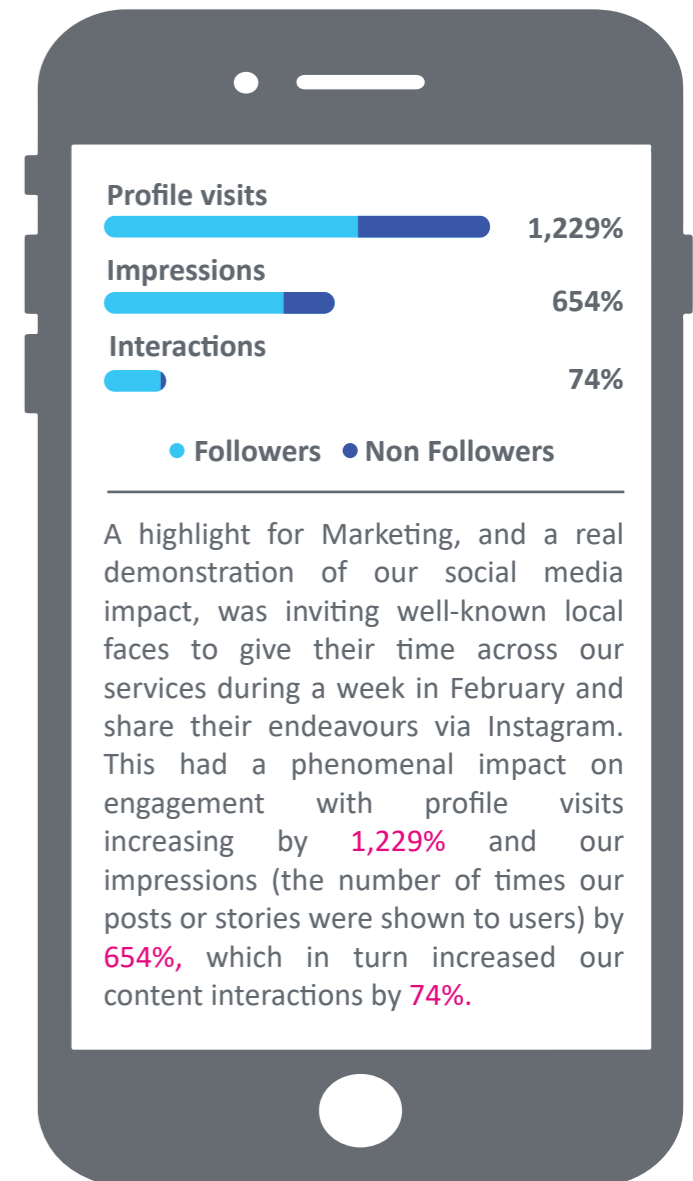 Profile visits
1,229%
Impressions
654%
Interactions
74%
Followers Non Followers
A highlight for Marketing, and a real
demonstration of our social media
impact, was inviting well-known local
faces to give their time across our
services during a week in February and
share their endeavours via Instagram.
This had a phenomenal impact on
engagement with profile visits
increasing by 1,229% and our
impressions (the number of times our
posts or stories were shown to users) by
654%, which in turn increased our
content interactions by 74%.